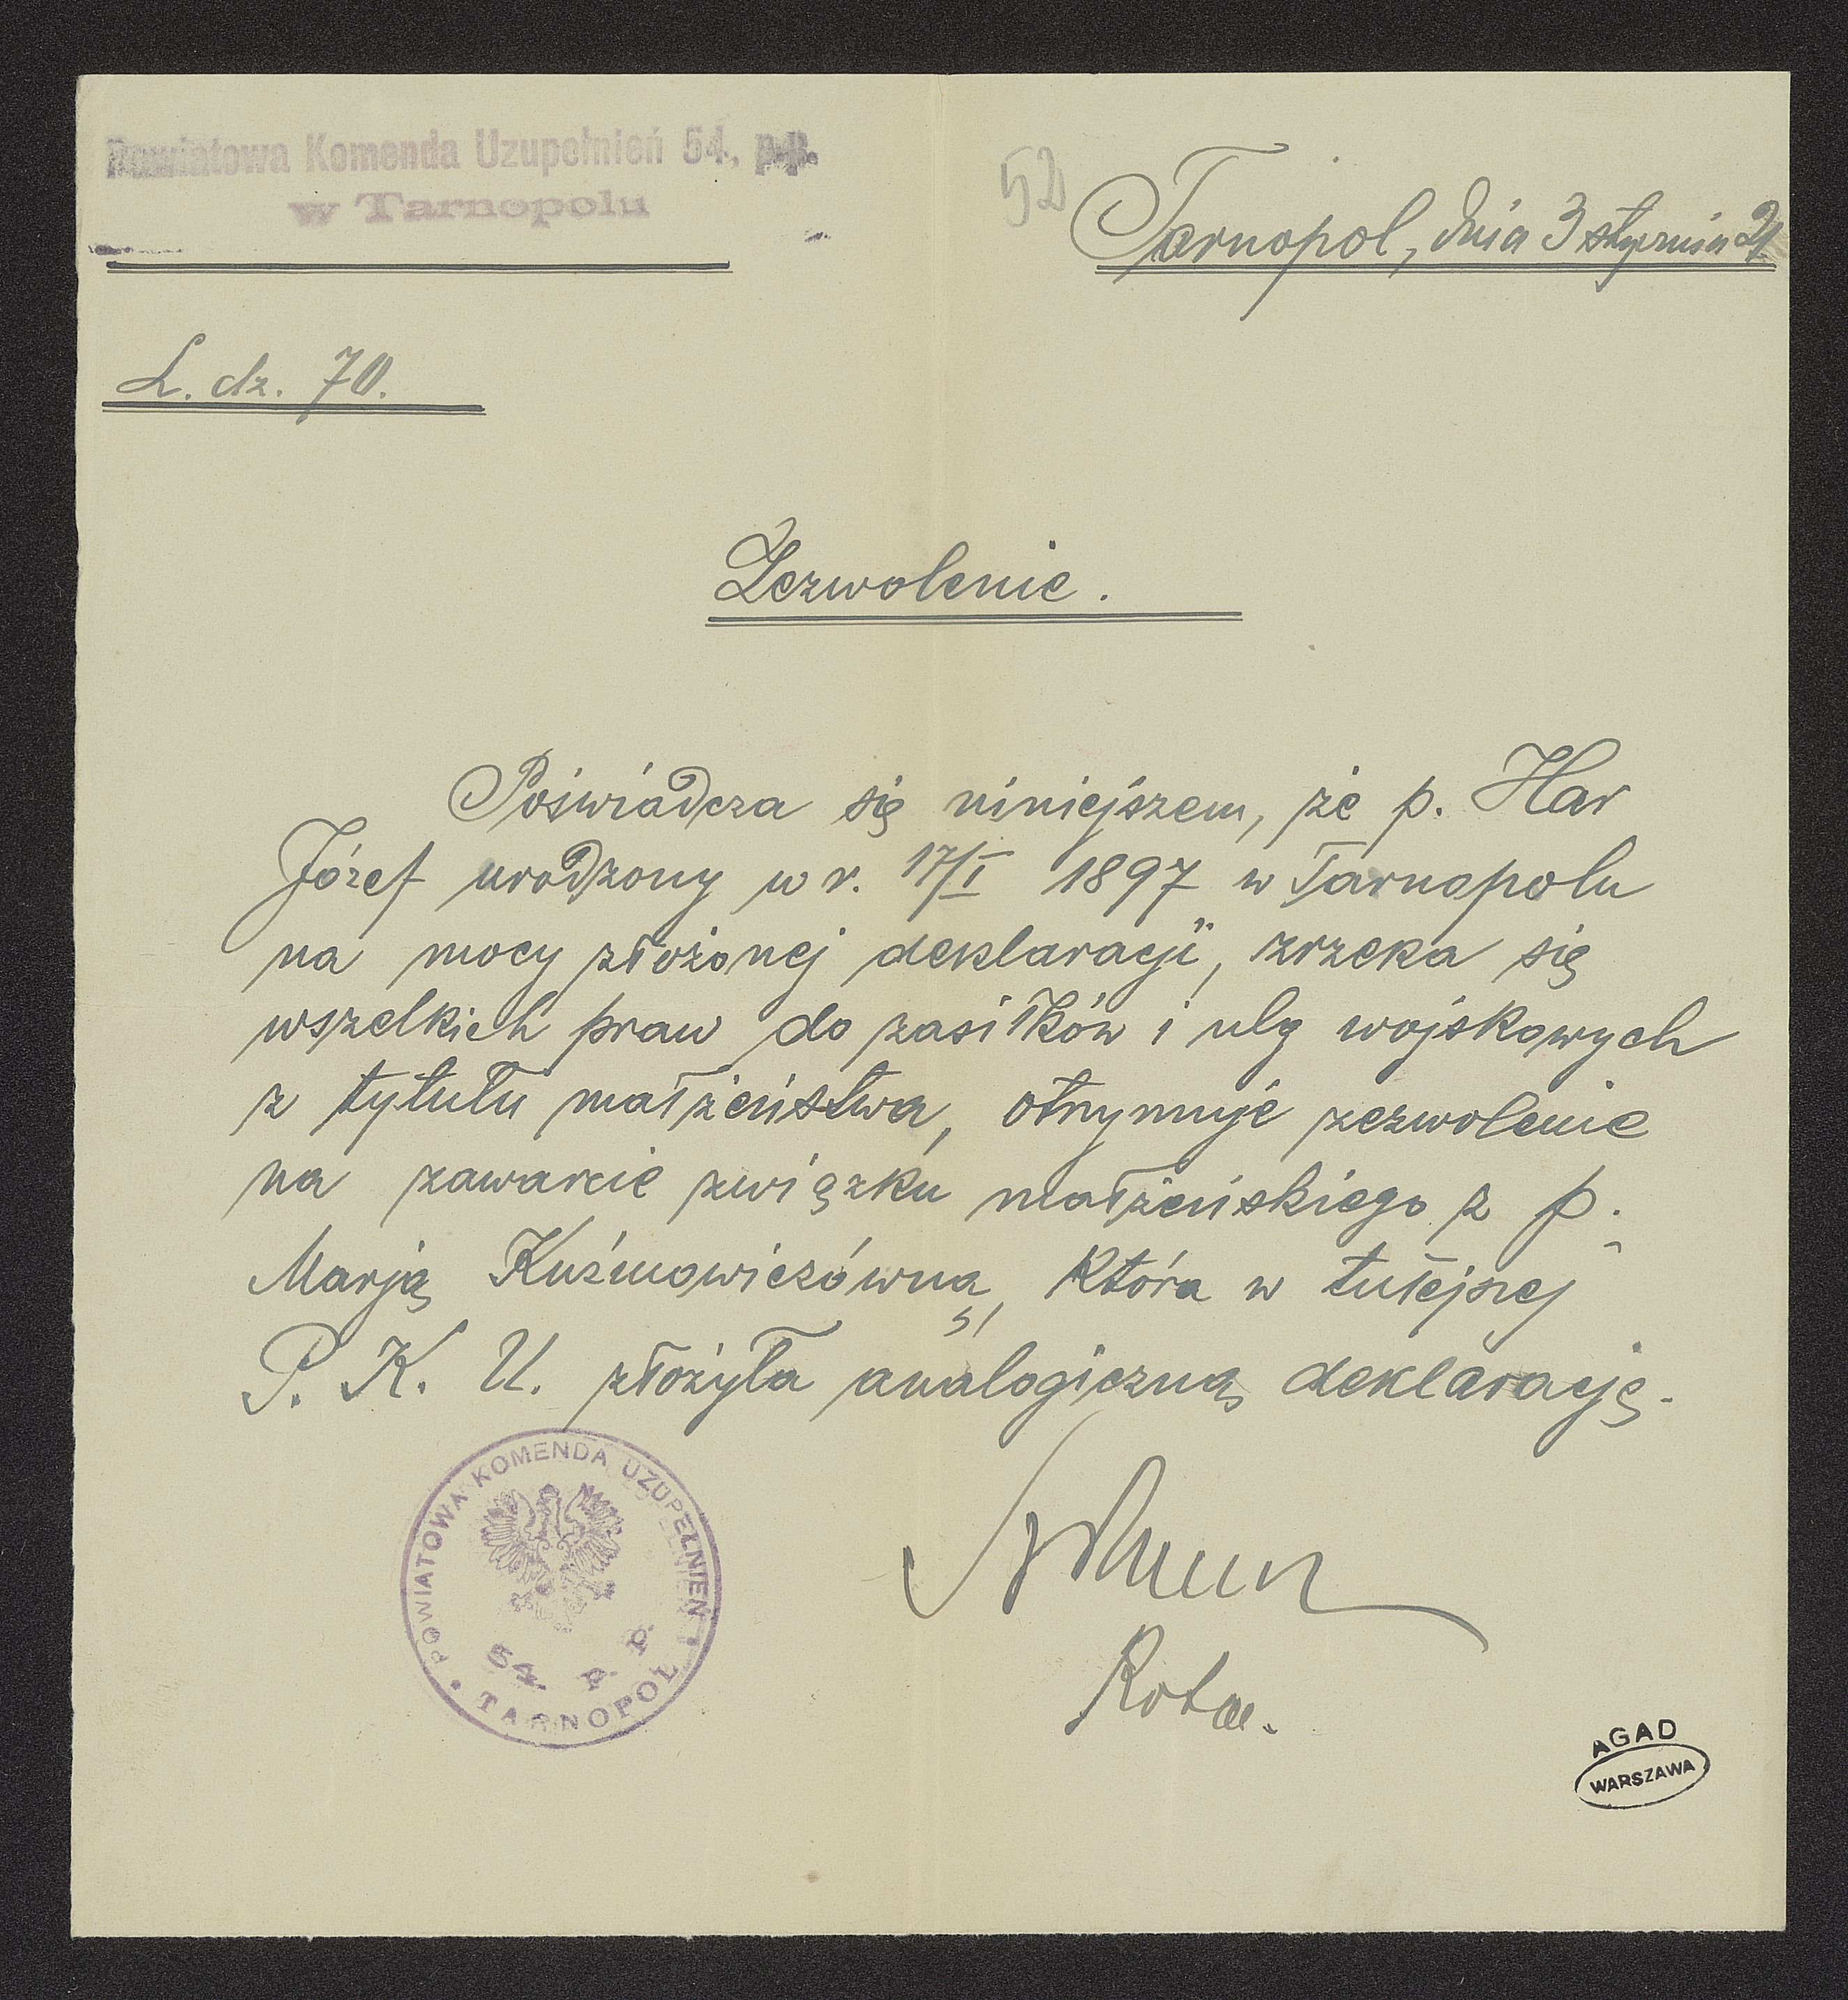 Powiatowa Komenda Uzupełnień 54. p.p.
w Tarnopolu
52
Tarnopol, dnia 3 stycznia 21
L. dz. 70.
Zezwolenie.
Poświadcza się niniejszem, że p. Har
Józef urodzony w r. 17/I 1897 w Tarnopolu
na mocy złożonej deklaracji, zrzeka się
wszelkich praw do zasiłków i ulg wojskowych
z tytułu małżeństwa, otrzymuje zezwolenie
na zawarcie związku małżeńskiego z p.
Marją Kuźmowiczówną, która w tutejszej
P. K. U. złożyła analogiczną deklarację.
POWIATOWA KOMENDA UZUPEŁNIEŃ
54 p. p.
TARNOPOL
AGAD
WARSZAWA